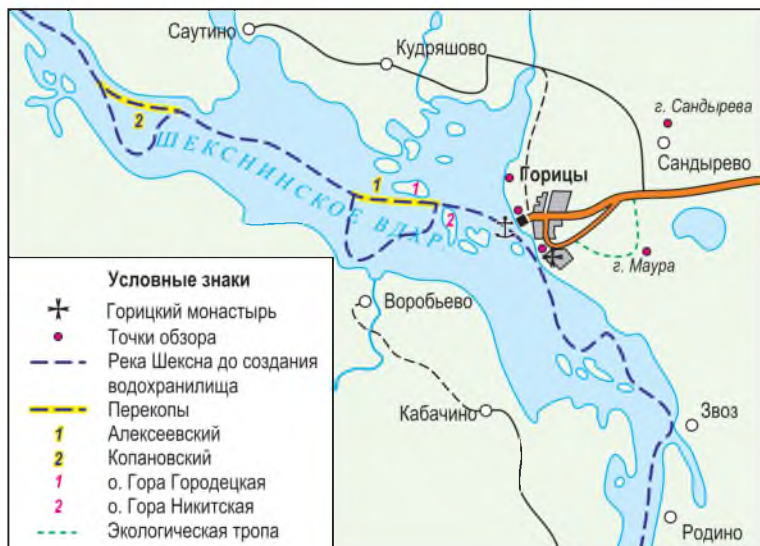 Саутино
Кудряшово
г. Сандырева
Сандырево
Горицы
2
ШЕКСНИНСКОЕ ВДХР.
1
1
2
г. Маура
Воробьево
Кабачино
Звоз
Родино
Условные знаки
Горицкий монастырь
Точки обзора
Река Шексна до создания
водохранилища
Перекопы
1 Алексеевский
2 Копановский
1 о. Гора Городецкая
2 о. Гора Никитская
Экологическая тропа